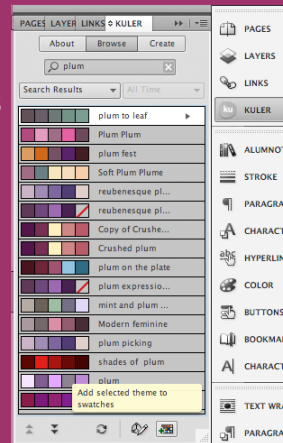 PAGES LAYER LINKS KULER
About Browse Create
plum
Search Results All Time
plum to leaf
Plum Plum
plum fest
Soft Plum Plume
reubenesque pl...
reubenesque pl...
Copy of Crushe...
Crushed plum
plum on the plate
plum expressio...
mint and plum ...
Modern feminine
plum picking
shades of plum
plum
Add selected theme to
swatches
PAGES
LAYERS
LINKS
ku KULER
ALUMNOT
STROKE
PARAGRA
CHARACT
HYPERLIN
COLOR
BUTTONS
BOOKMA
CHARACT
TEXT WRA
PARAGRA